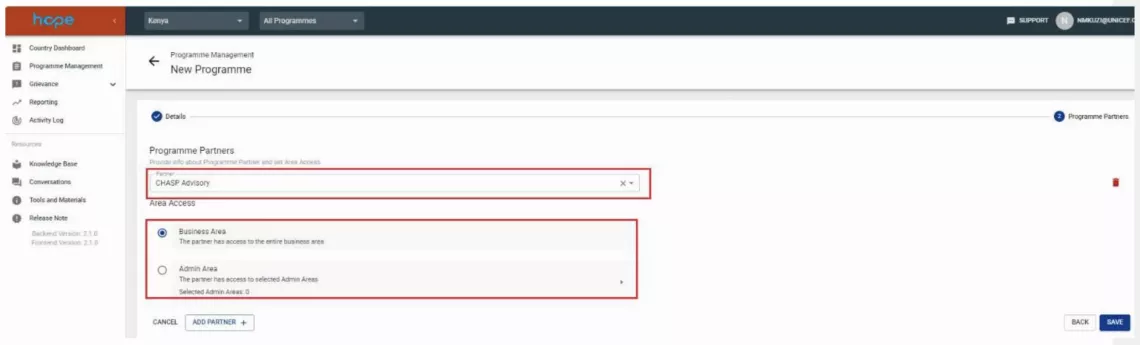 hope
Kenya
All Programmes
SUPPORT
N
NMKUZI@UNICEF.O
Country Dashboard
Programme Management
Grievance
Reporting
Activity Log
Resources
Knowledge Base
Conversations
Tools and Materials
Release Note
Backend Version: 2.1.0
Frontend Version: 2.1.0
Programme Management
New Programme
Details
2 Programme Partners
Programme Partners
Provide info about Programme Partner and set Area Access
Partner
CHASP Advisory
Area Access
Business Area
The partner has access to the entire business area
Admin Area
The partner has access to selected Admin Areas
Selected Admin Areas: 0
CANCEL
ADD PARTNER +
BACK
SAVE